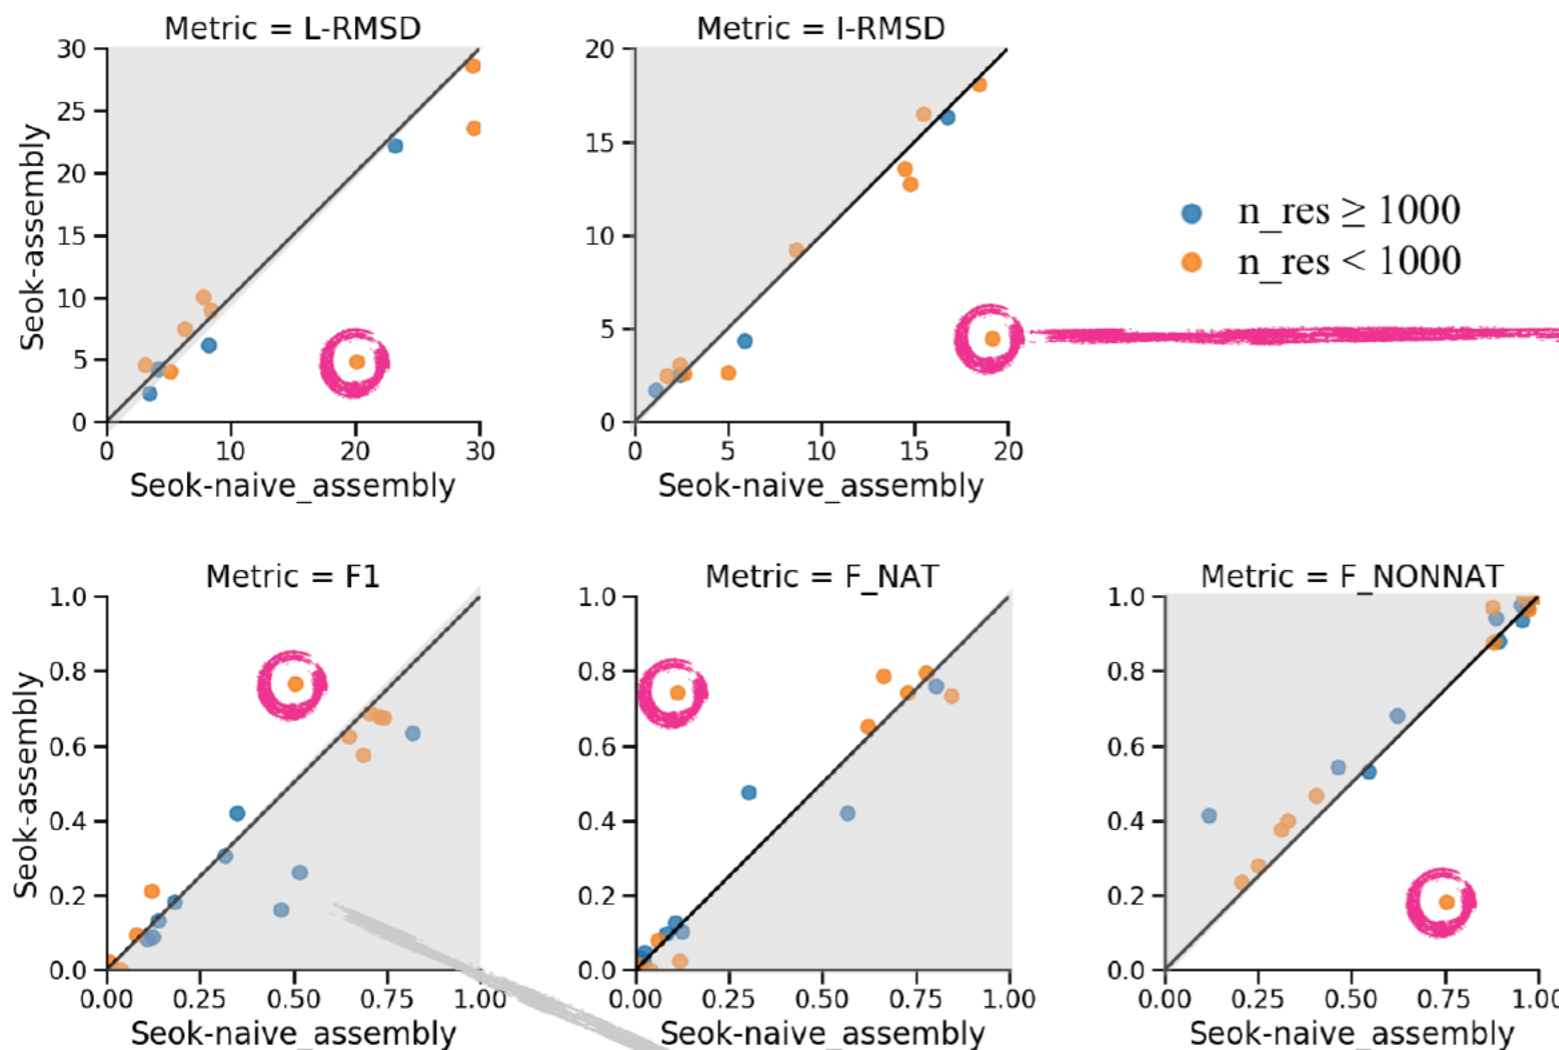 Metric = L-RMSD
Metric = I-RMSD
30
25
20
15
10
5
0
0 10 20 30
Seok-assembly
Seok-naive_assembly
20
15
10
5
0
0 5 10 15 20
Seok-naive_assembly
n_res ≥ 1000
n_res < 1000
Metric = F1
Metric = F_NAT
Metric = F_NONNAT
1.0
0.8
0.6
0.4
0.2
0.0
0.00 0.25 0.50 0.75 1.00
Seok-assembly
Seok-naive_assembly
1.0
0.8
0.6
0.4
0.2
0.0
0.00 0.25 0.50 0.75 1.00
Seok-naive_assembly
1.0
0.8
0.6
0.4
0.2
0.0
0.00 0.25 0.50 0.75 1.00
Seok-naive_assembly